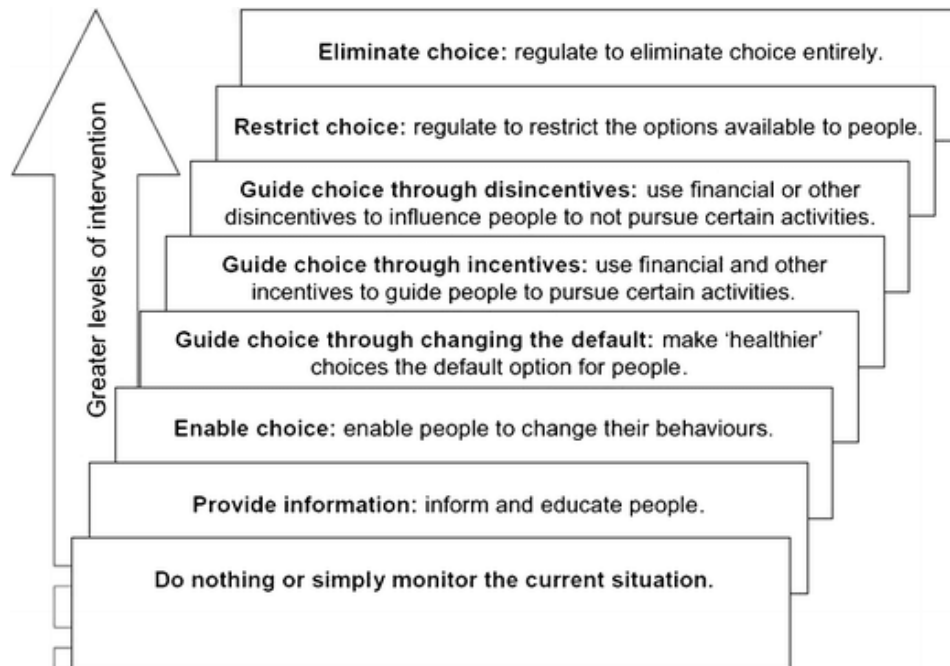 Eliminate choice: regulate to eliminate choice entirely.
Restrict choice: regulate to restrict the options available to people.
Guide choice through disincentives: use financial or other
disincentives to influence people to not pursue certain activities.
Guide choice through incentives: use financial and other
incentives to guide people to pursue certain activities.
Guide choice through changing the default: make ‘healthier’
choices the default option for people.
Enable choice: enable people to change their behaviours.
Provide information: inform and educate people.
Do nothing or simply monitor the current situation.
Greater levels of intervention